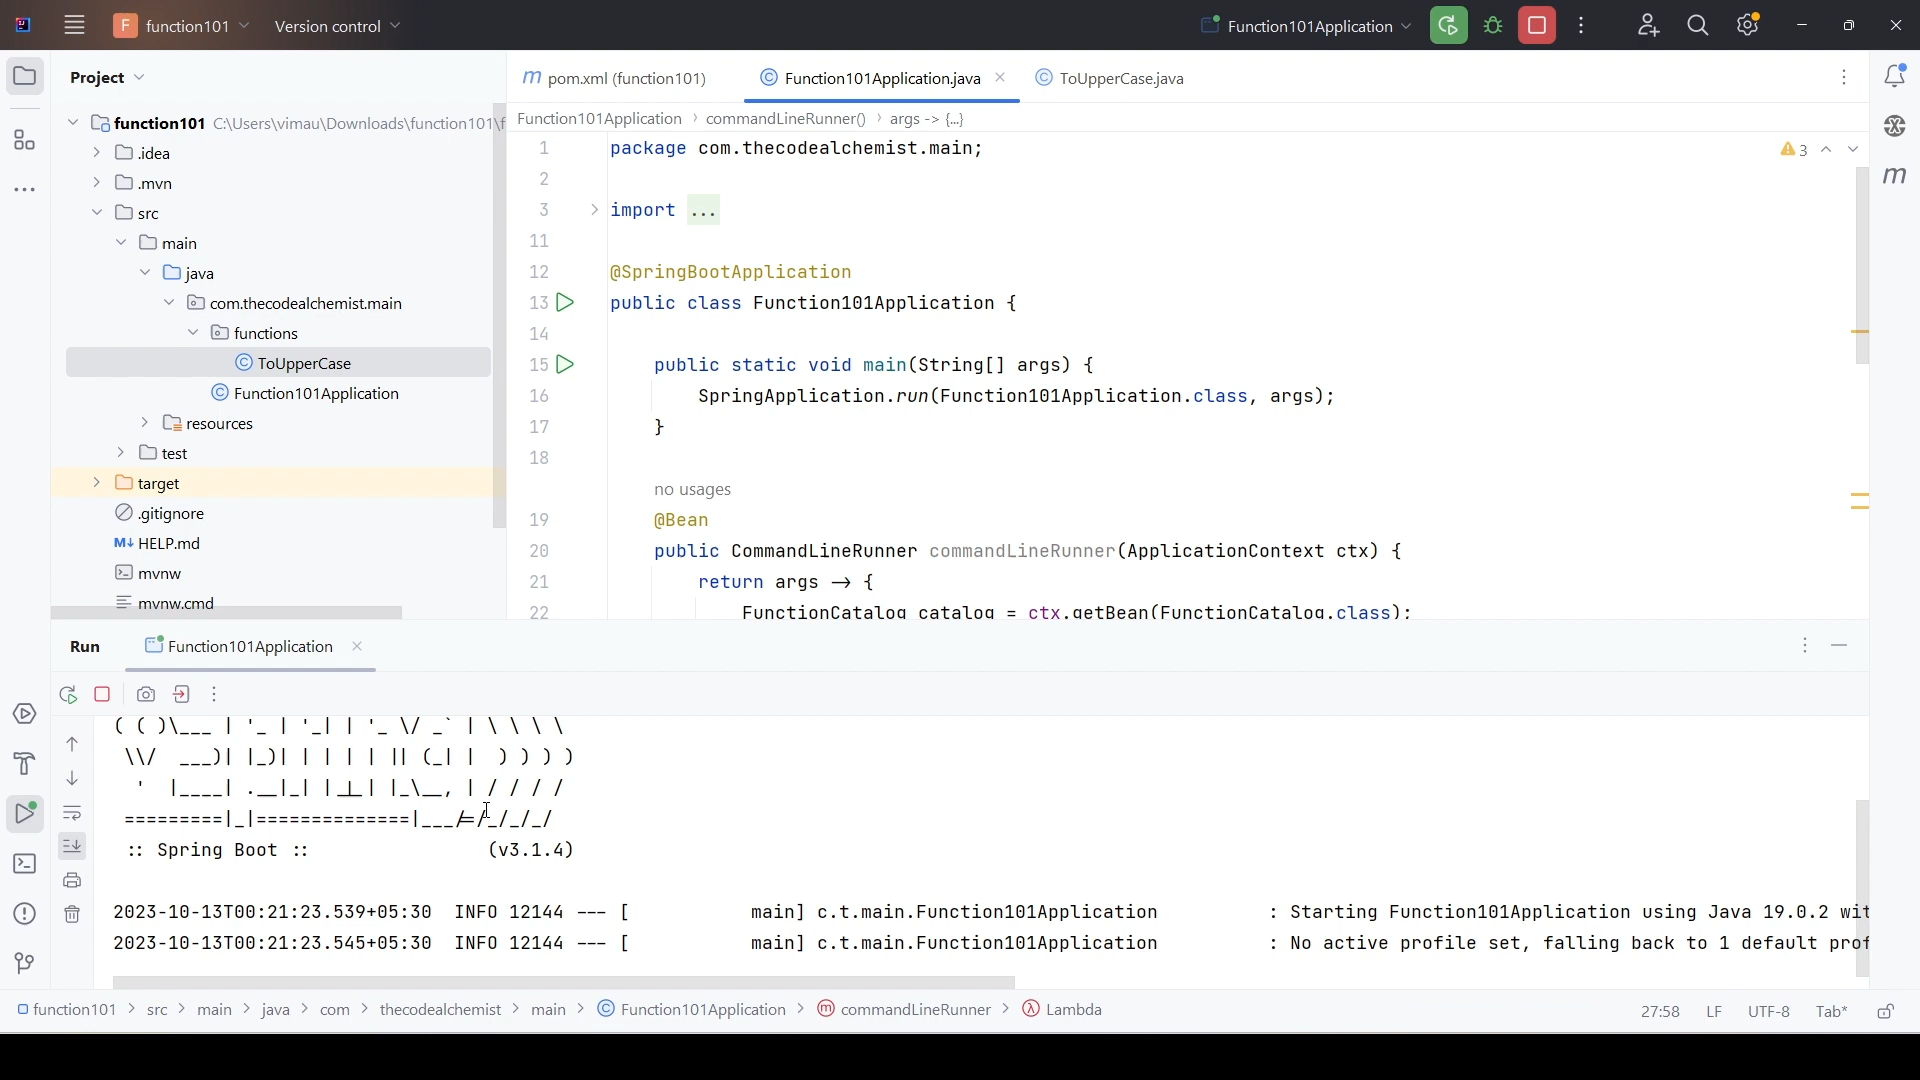 F function101 Version control Function101Application
Project
pom.xml (function101) Function101Application.java ToUpperCase.java
function101 C:\Users\vimau\Downloads\function101\f
Function101Application > commandLineRunner() > args -> {...}
.idea
.mvn
src
main
java
com.thecodealchemist.main
functions
ToUpperCase
Function101Application
resources
test
target
.gitignore
M↓ HELP.md
mvnw
mvnw.cmd
1 package com.thecodealchemist.main;
2
3 import ...
11
12 @SpringBootApplication
13 public class Function101Application {
14
15 public static void main(String[] args) {
16 SpringApplication.run(Function101Application.class, args);
17 }
18
no usages
19 @Bean
20 public CommandLineRunner commandLineRunner(ApplicationContext ctx) {
21 return args → {
22 FunctionCatalog catalog = ctx.getBean(FunctionCatalog.class);
3
Run Function101Application
( ( )\___ | '_ | '_| | '_ \/ _` | \ \ \ \
\\/ ___)| |_)| | | | | || (_| | ) ) ) )
' |____| .__|_| |_|_| |_\__, | / / / /
=========|_|==============|___/=/_/_/_/
:: Spring Boot :: (v3.1.4)
2023-10-13T00:21:23.539+05:30 INFO 12144 --- [ main] c.t.main.Function101Application : Starting Function101Application using Java 19.0.2 wit
2023-10-13T00:21:23.545+05:30 INFO 12144 --- [ main] c.t.main.Function101Application : No active profile set, falling back to 1 default prof
function101 > src > main > java > com > thecodealchemist > main > Function101Application > commandLineRunner > Lambda 27:58 LF UTF-8 Tab*